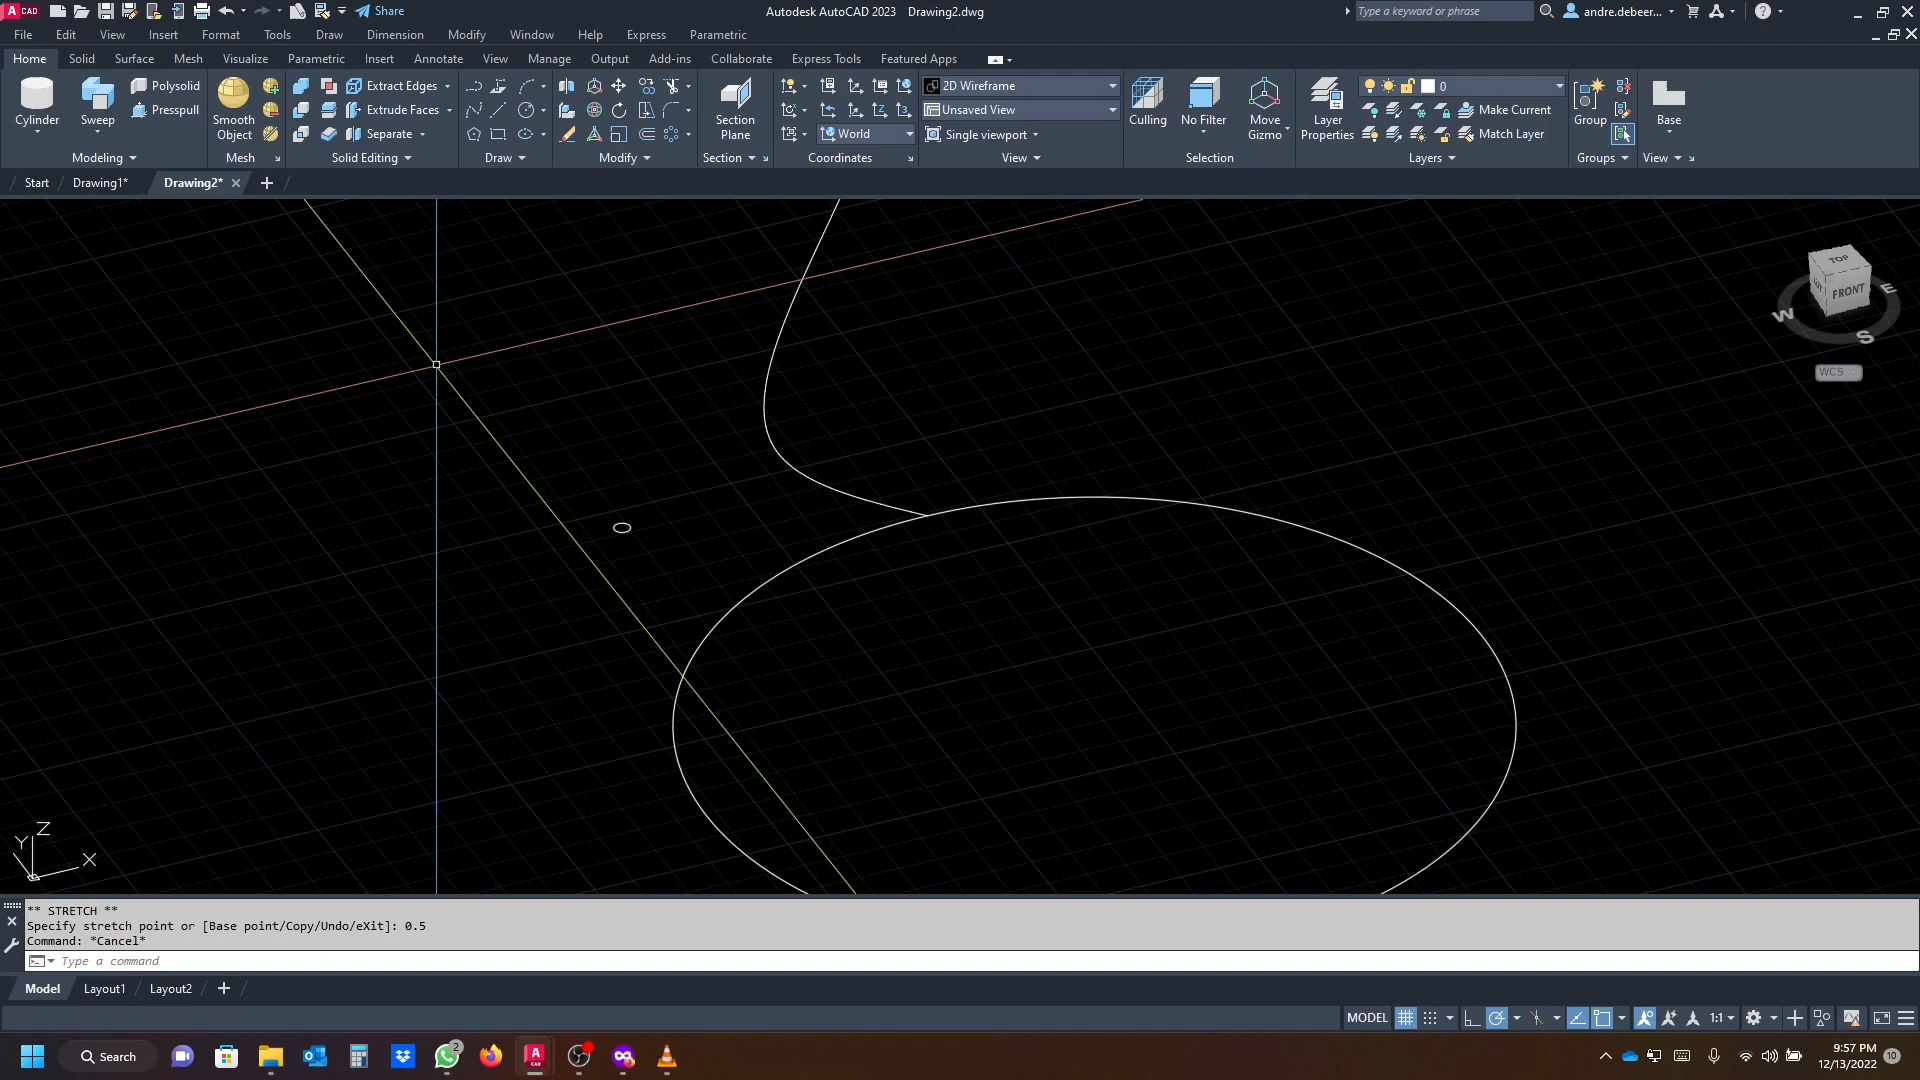 A CAD Share Autodesk AutoCAD 2023 Drawing2.dwg Type a keyword or phrase andre.debeer...
File Edit View Insert Format Tools Draw Dimension Modify Window Help Express Parametric
Home Solid Surface Mesh Visualize Parametric Insert Annotate View Manage Output Add-ins Collaborate Express Tools Featured Apps
Polysolid Extract Edges 2D Wireframe 0
Presspull Extrude Faces Unsaved View Make Current
Cylinder Sweep Smooth Object Section Plane Culling No Filter Move Gizmo Layer Properties Group Base
Separate World Single viewport Match Layer
Modeling Mesh Solid Editing Draw Modify Section Coordinates View Selection Layers Groups View
Start Drawing1* Drawing2*
TOP
FRONT
E
W
S
WCS
Z
Y
X
** STRETCH **
Specify stretch point or [Base point/Copy/Undo/eXit]: 0.5
Command: *Cancel*
Type a command
Model Layout1 Layout2
MODEL 1:1
Search 2 A CAD 9:57 PM
12/13/2022 10